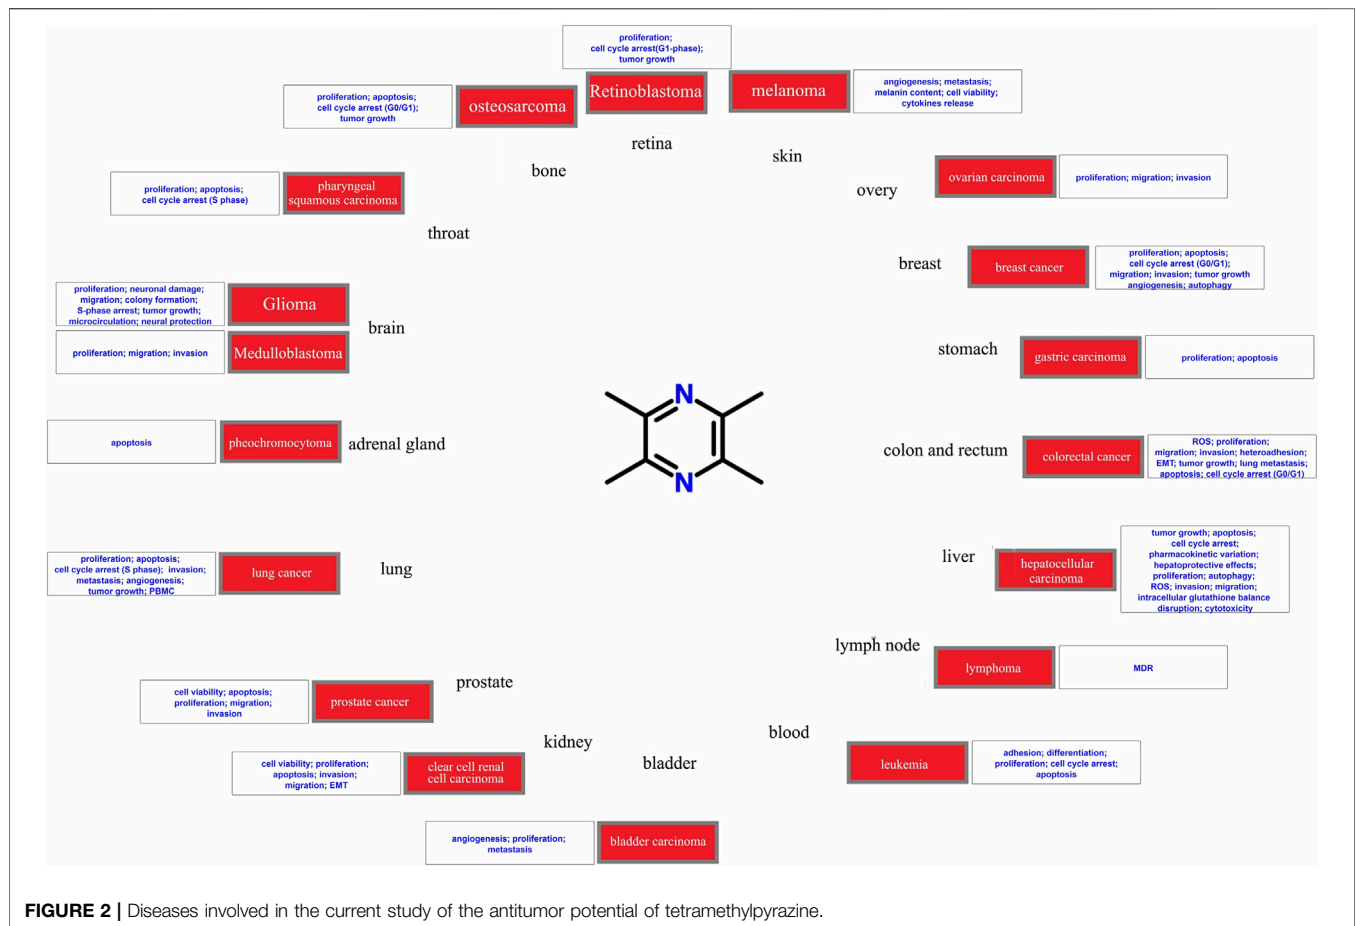 proliferation;
cell cycle arrest(G1-phase);
tumor growth
Retinoblastoma
retina
proliferation; apoptosis;
cell cycle arrest (G0/G1);
tumor growth
osteosarcoma
bone
melanoma
angiogenesis; metastasis;
melanin content; cell viability;
cytokines release
skin
proliferation; apoptosis;
cell cycle arrest (S phase)
pharyngeal
squamous carcinoma
throat
overy
ovarian carcinoma
proliferation; migration; invasion
breast
breast cancer
proliferation; apoptosis;
cell cycle arrest (G0/G1);
migration; invasion; tumor growth
angiogenesis; autophagy
proliferation; neuronal damage;
migration; colony formation;
S-phase arrest; tumor growth;
microcirculation; neural protection
Glioma
brain
proliferation; migration; invasion
Medulloblastoma
stomach
gastric carcinoma
proliferation; apoptosis
N
N
apoptosis
pheochromocytoma
adrenal gland
colon and rectum
colorectal cancer
ROS; proliferation;
migration; invasion; heteroadhesion;
EMT; tumor growth; lung metastasis;
apoptosis; cell cycle arrest (G0/G1)
proliferation; apoptosis;
cell cycle arrest (S phase); invasion;
metastasis; angiogenesis;
tumor growth; PBMC
lung cancer
lung
liver
hepatocellular
carcinoma
tumor growth; apoptosis;
cell cycle arrest;
pharmacokinetic variation;
hepatoprotective effects;
proliferation; autophagy;
ROS; invasion; migration;
intracellular glutathione balance
disruption; cytotoxicity
lymph node
lymphoma
MDR
cell viability; apoptosis;
proliferation; migration;
invasion
prostate cancer
prostate
cell viability; proliferation;
apoptosis; invasion;
migration; EMT
clear cell renal
cell carcinoma
kidney
bladder
blood
leukemia
adhesion; differentiation;
proliferation; cell cycle arrest;
apoptosis
angiogenesis; proliferation;
metastasis
bladder carcinoma
FIGURE 2 | Diseases involved in the current study of the antitumor potential of tetramethylpyrazine.